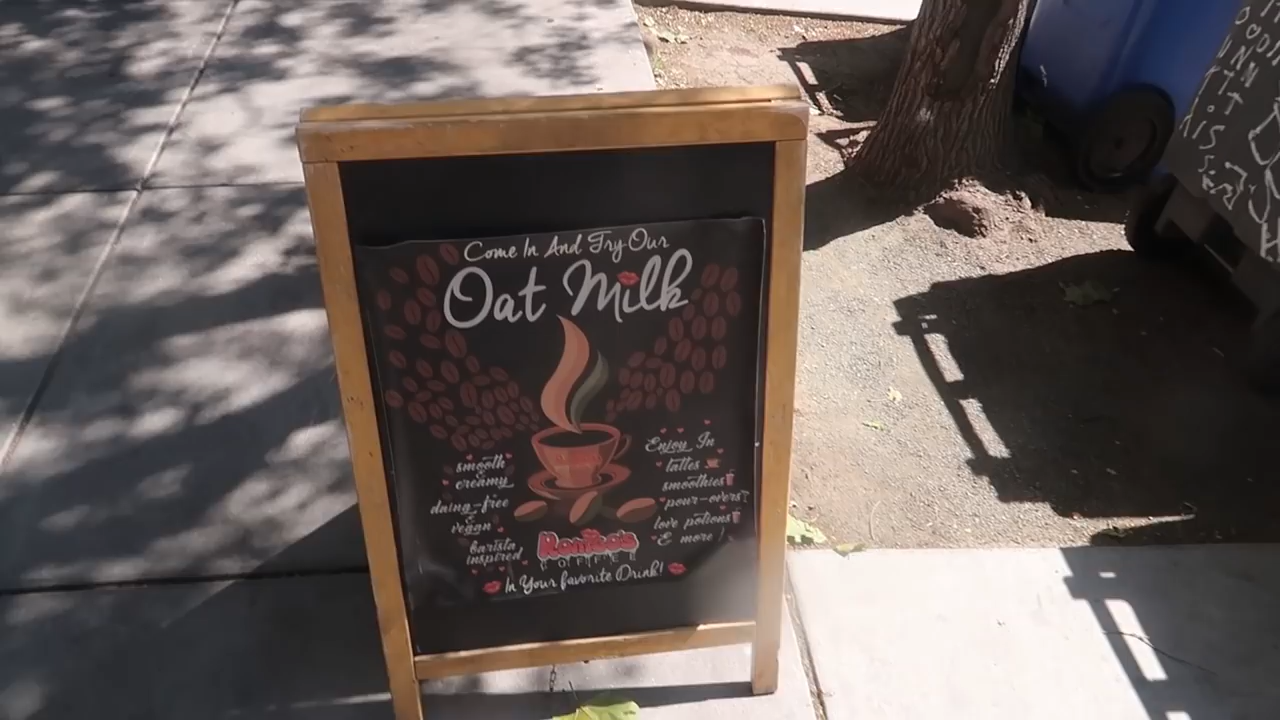 Come In And Try Our
Oat Milk
smooth
&
creamy
dairy-free
&
vegan
barista
inspired
Enjoy In
lattes
smoothies
pour-overs
love potions
& more!
Romeo's
COFFEE
In Your favorite Drink!